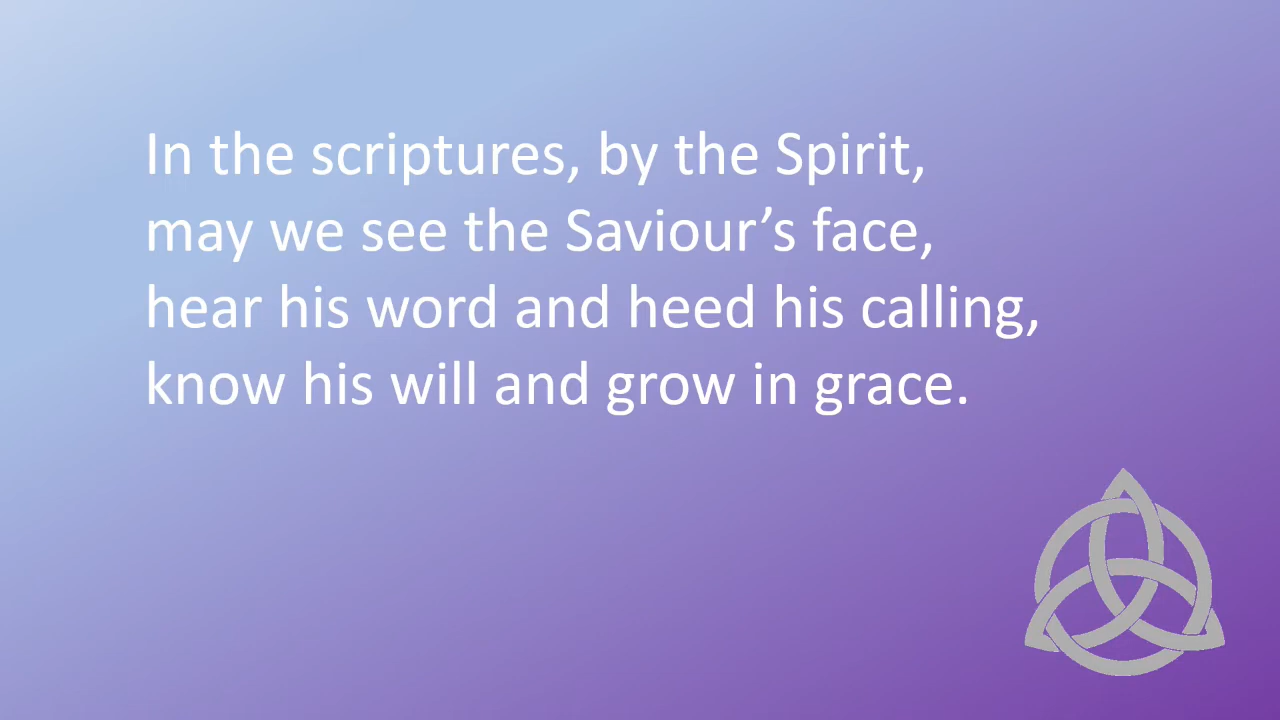 In the scriptures, by the Spirit,
may we see the Saviour’s face,
hear his word and heed his calling,
know his will and grow in grace.